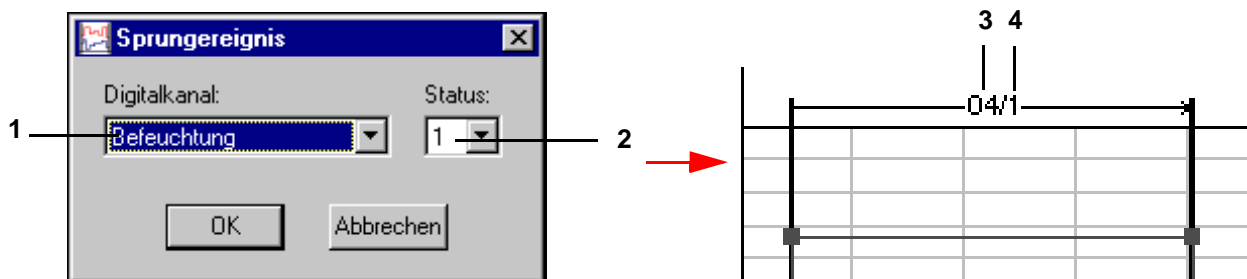 3 4
Sprungereignis
Digitalkanal: Status:
04/1
1 Befeuchtung 1 2
OK Abbrechen